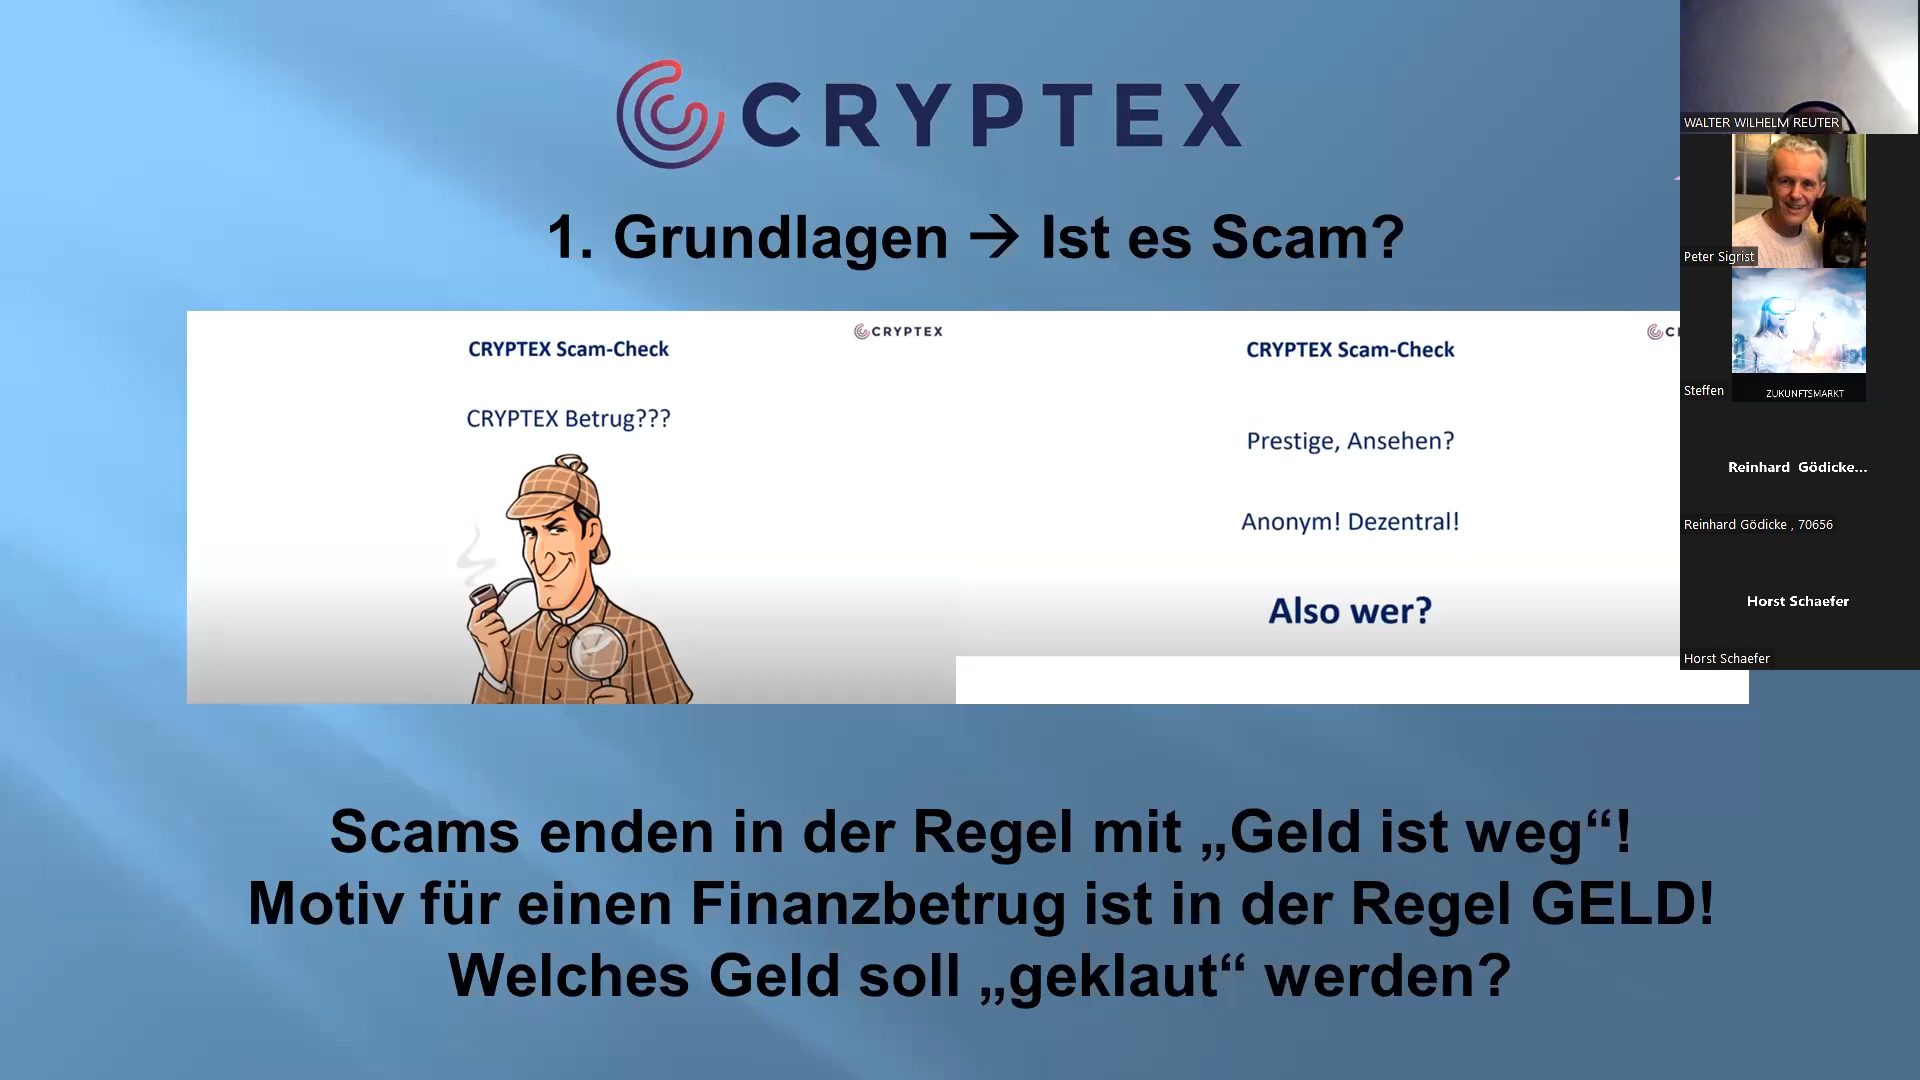 CRYPTEX
1. Grundlagen → Ist es Scam?
CRYPTEX
CRYPTEX Scam-Check
CRYPTEX Betrug???
C
CRYPTEX Scam-Check
Prestige, Ansehen?
Anonym! Dezentral!
Also wer?
Scams enden in der Regel mit „Geld ist weg“!
Motiv für einen Finanzbetrug ist in der Regel GELD!
Welches Geld soll „geklaut“ werden?
WALTER WILHELM REUTER
Peter Sigrist
Steffen
ZUKUNFTSMARKT
Reinhard Gödicke...
Reinhard Gödicke , 70656
Horst Schaefer
Horst Schaefer